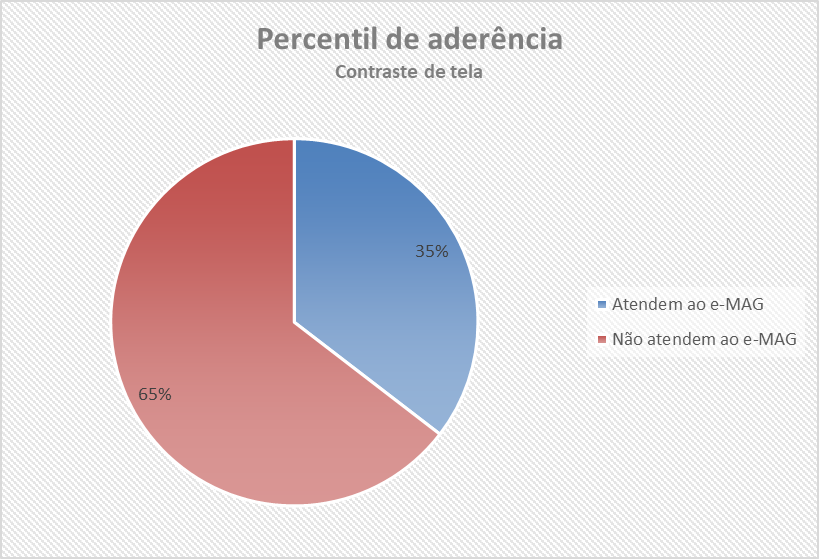 Percentil de aderência
Contraste de tela
35%
65%
Atendem ao e-MAG
Não atendem ao e-MAG